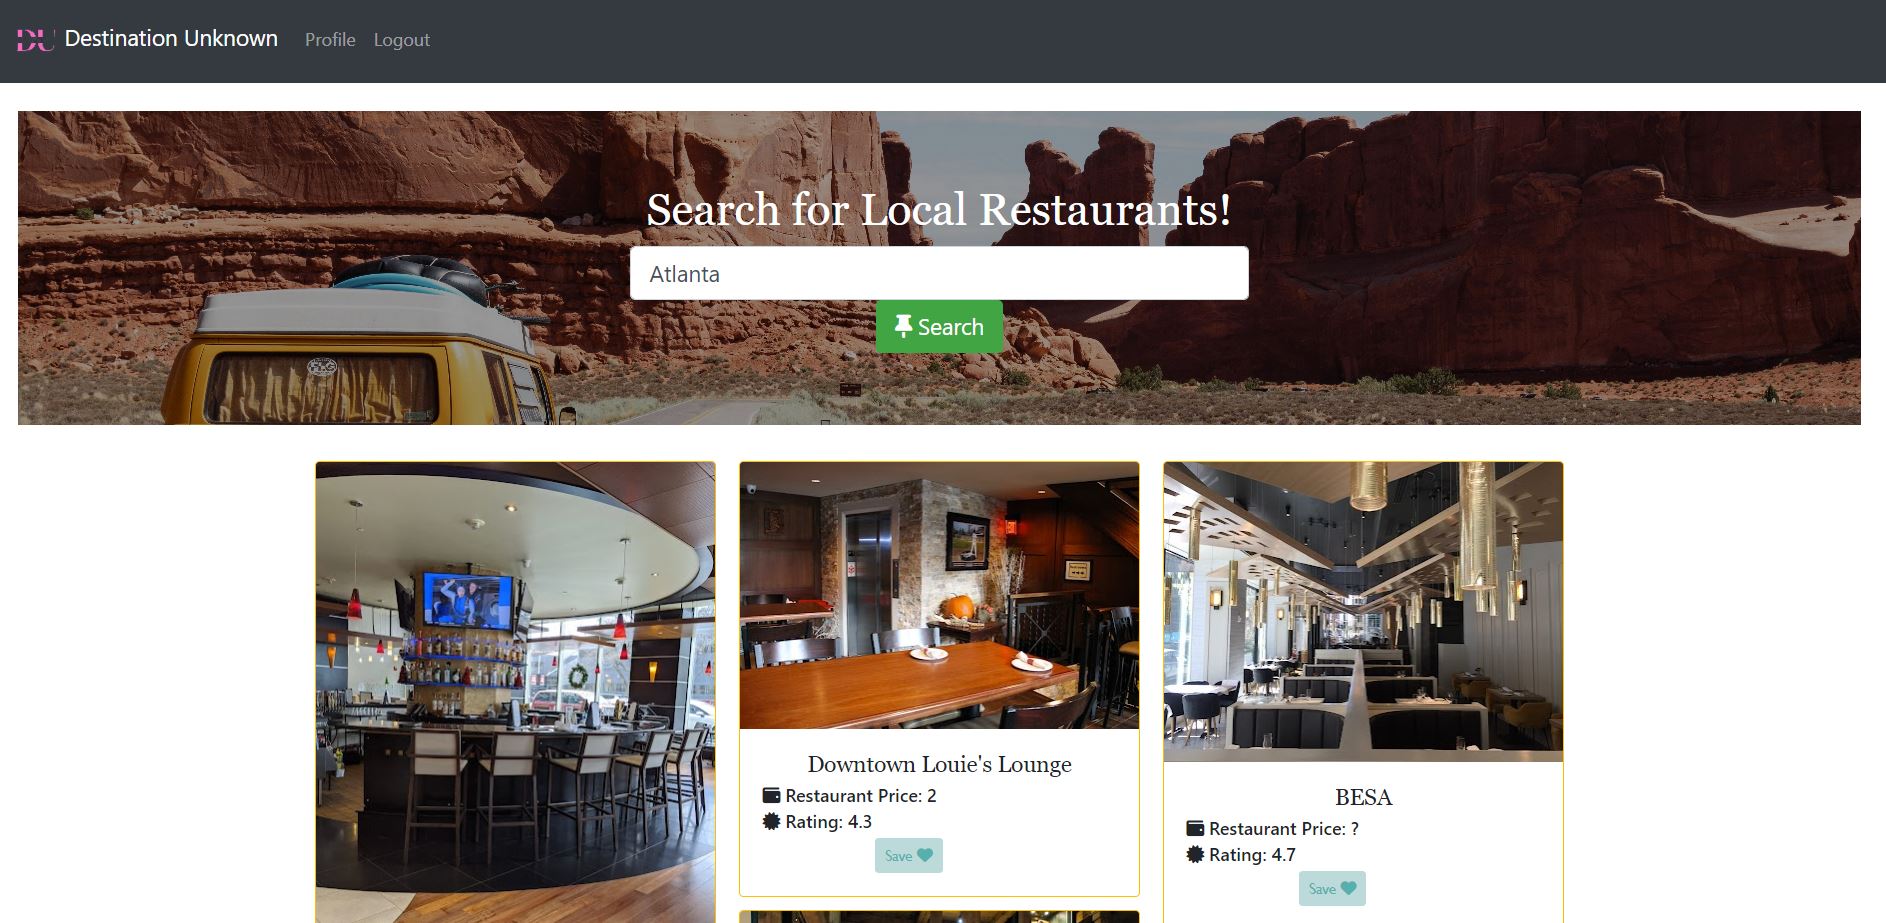 DU Destination Unknown Profile Logout
Search for Local Restaurants!
Atlanta
Search
Downtown Louie's Lounge
Restaurant Price: 2
Rating: 4.3
Save
BESA
Restaurant Price: ?
Rating: 4.7
Save